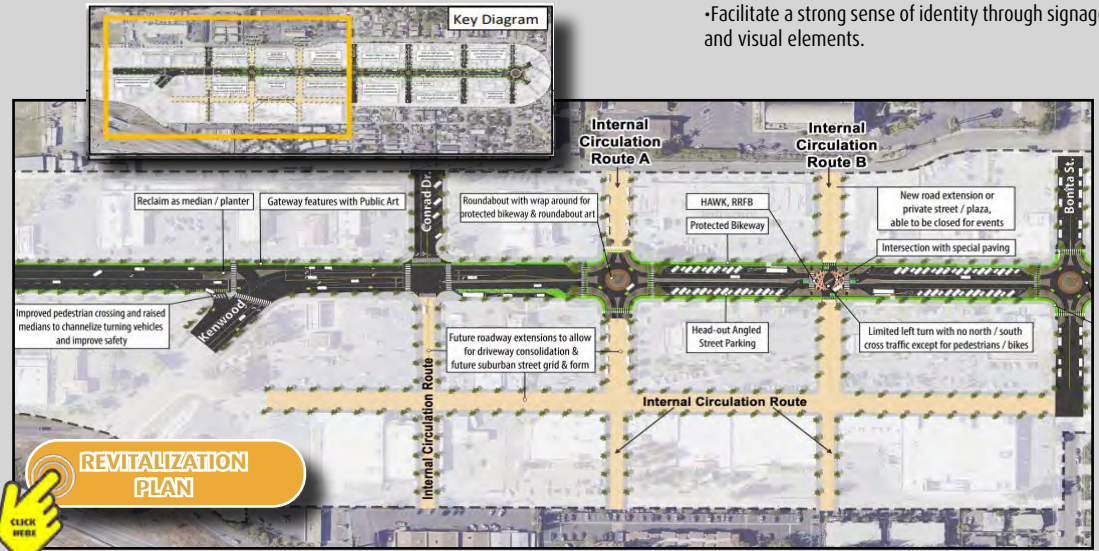 Key Diagram
•Facilitate a strong sense of identity through signage
and visual elements.
Internal
Circulation
Route A
Internal
Circulation
Route B
Reclaim as median / planter
Gateway features with Public Art
Conrad Dr.
Roundabout with wrap around for
protected bikeway & roundabout art
HAWK, RRFB
Protected Bikeway
New road extension or
private street / plaza,
able to be closed for events
Intersection with special paving
Bonita St.
Improved pedestrian crossing and raised
medians to channelize turning vehicles
and improve safety
Kenwood
Future roadway extensions to allow
for driveway consolidation &
future suburban street grid & form
Head-out Angled
Street Parking
Limited left turn with no north / south
cross traffic except for pedestrians / bikes
Internal Circulation Route
Internal Circulation Route
REVITALIZATION
PLAN
CLICK
HERE